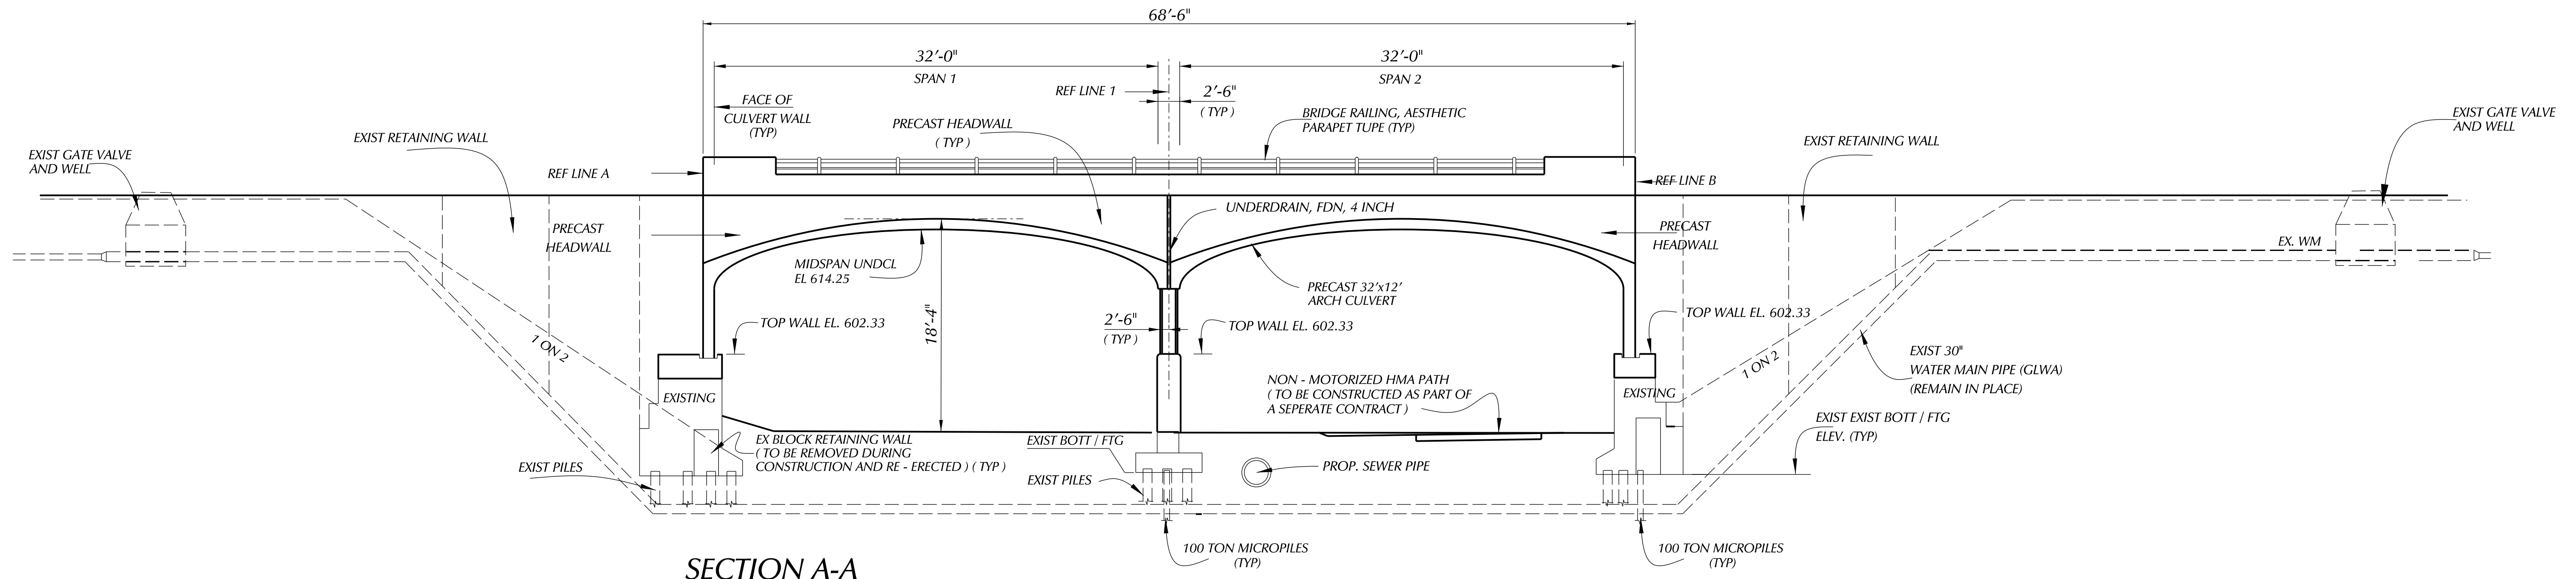 68'-6"
32'-0"
SPAN 1
32'-0"
SPAN 2
REF LINE 1
2'-6"
( TYP )
FACE OF
CULVERT WALL
(TYP)
PRECAST HEADWALL
( TYP )
BRIDGE RAILING, AESTHETIC
PARAPET TUPE (TYP)
EXIST GATE VALVE
AND WELL
EXIST RETAINING WALL
EXIST RETAINING WALL
EXIST GATE VALVE
AND WELL
REF LINE A
REF LINE B
UNDERDRAIN, FDN, 4 INCH
PRECAST
HEADWALL
PRECAST
HEADWALL
EX. WM
MIDSPAN UNDCL
EL 614.25
PRECAST 32'x12'
ARCH CULVERT
18'-4"
TOP WALL EL. 602.33
2'-6"
( TYP )
TOP WALL EL. 602.33
TOP WALL EL. 602.33
1 ON 2
1 ON 2
EXIST 30"
WATER MAIN PIPE (GLWA)
(REMAIN IN PLACE)
NON - MOTORIZED HMA PATH
( TO BE CONSTRUCTED AS PART OF
A SEPERATE CONTRACT )
EXISTING
EXISTING
EXIST EXIST BOTT / FTG
ELEV. (TYP)
EX BLOCK RETAINING WALL
( TO BE REMOVED DURING
CONSTRUCTION AND RE - ERECTED ) ( TYP )
EXIST BOTT / FTG
EXIST PILES
EXIST PILES
PROP. SEWER PIPE
100 TON MICROPILES
(TYP)
100 TON MICROPILES
(TYP)
SECTION A-A